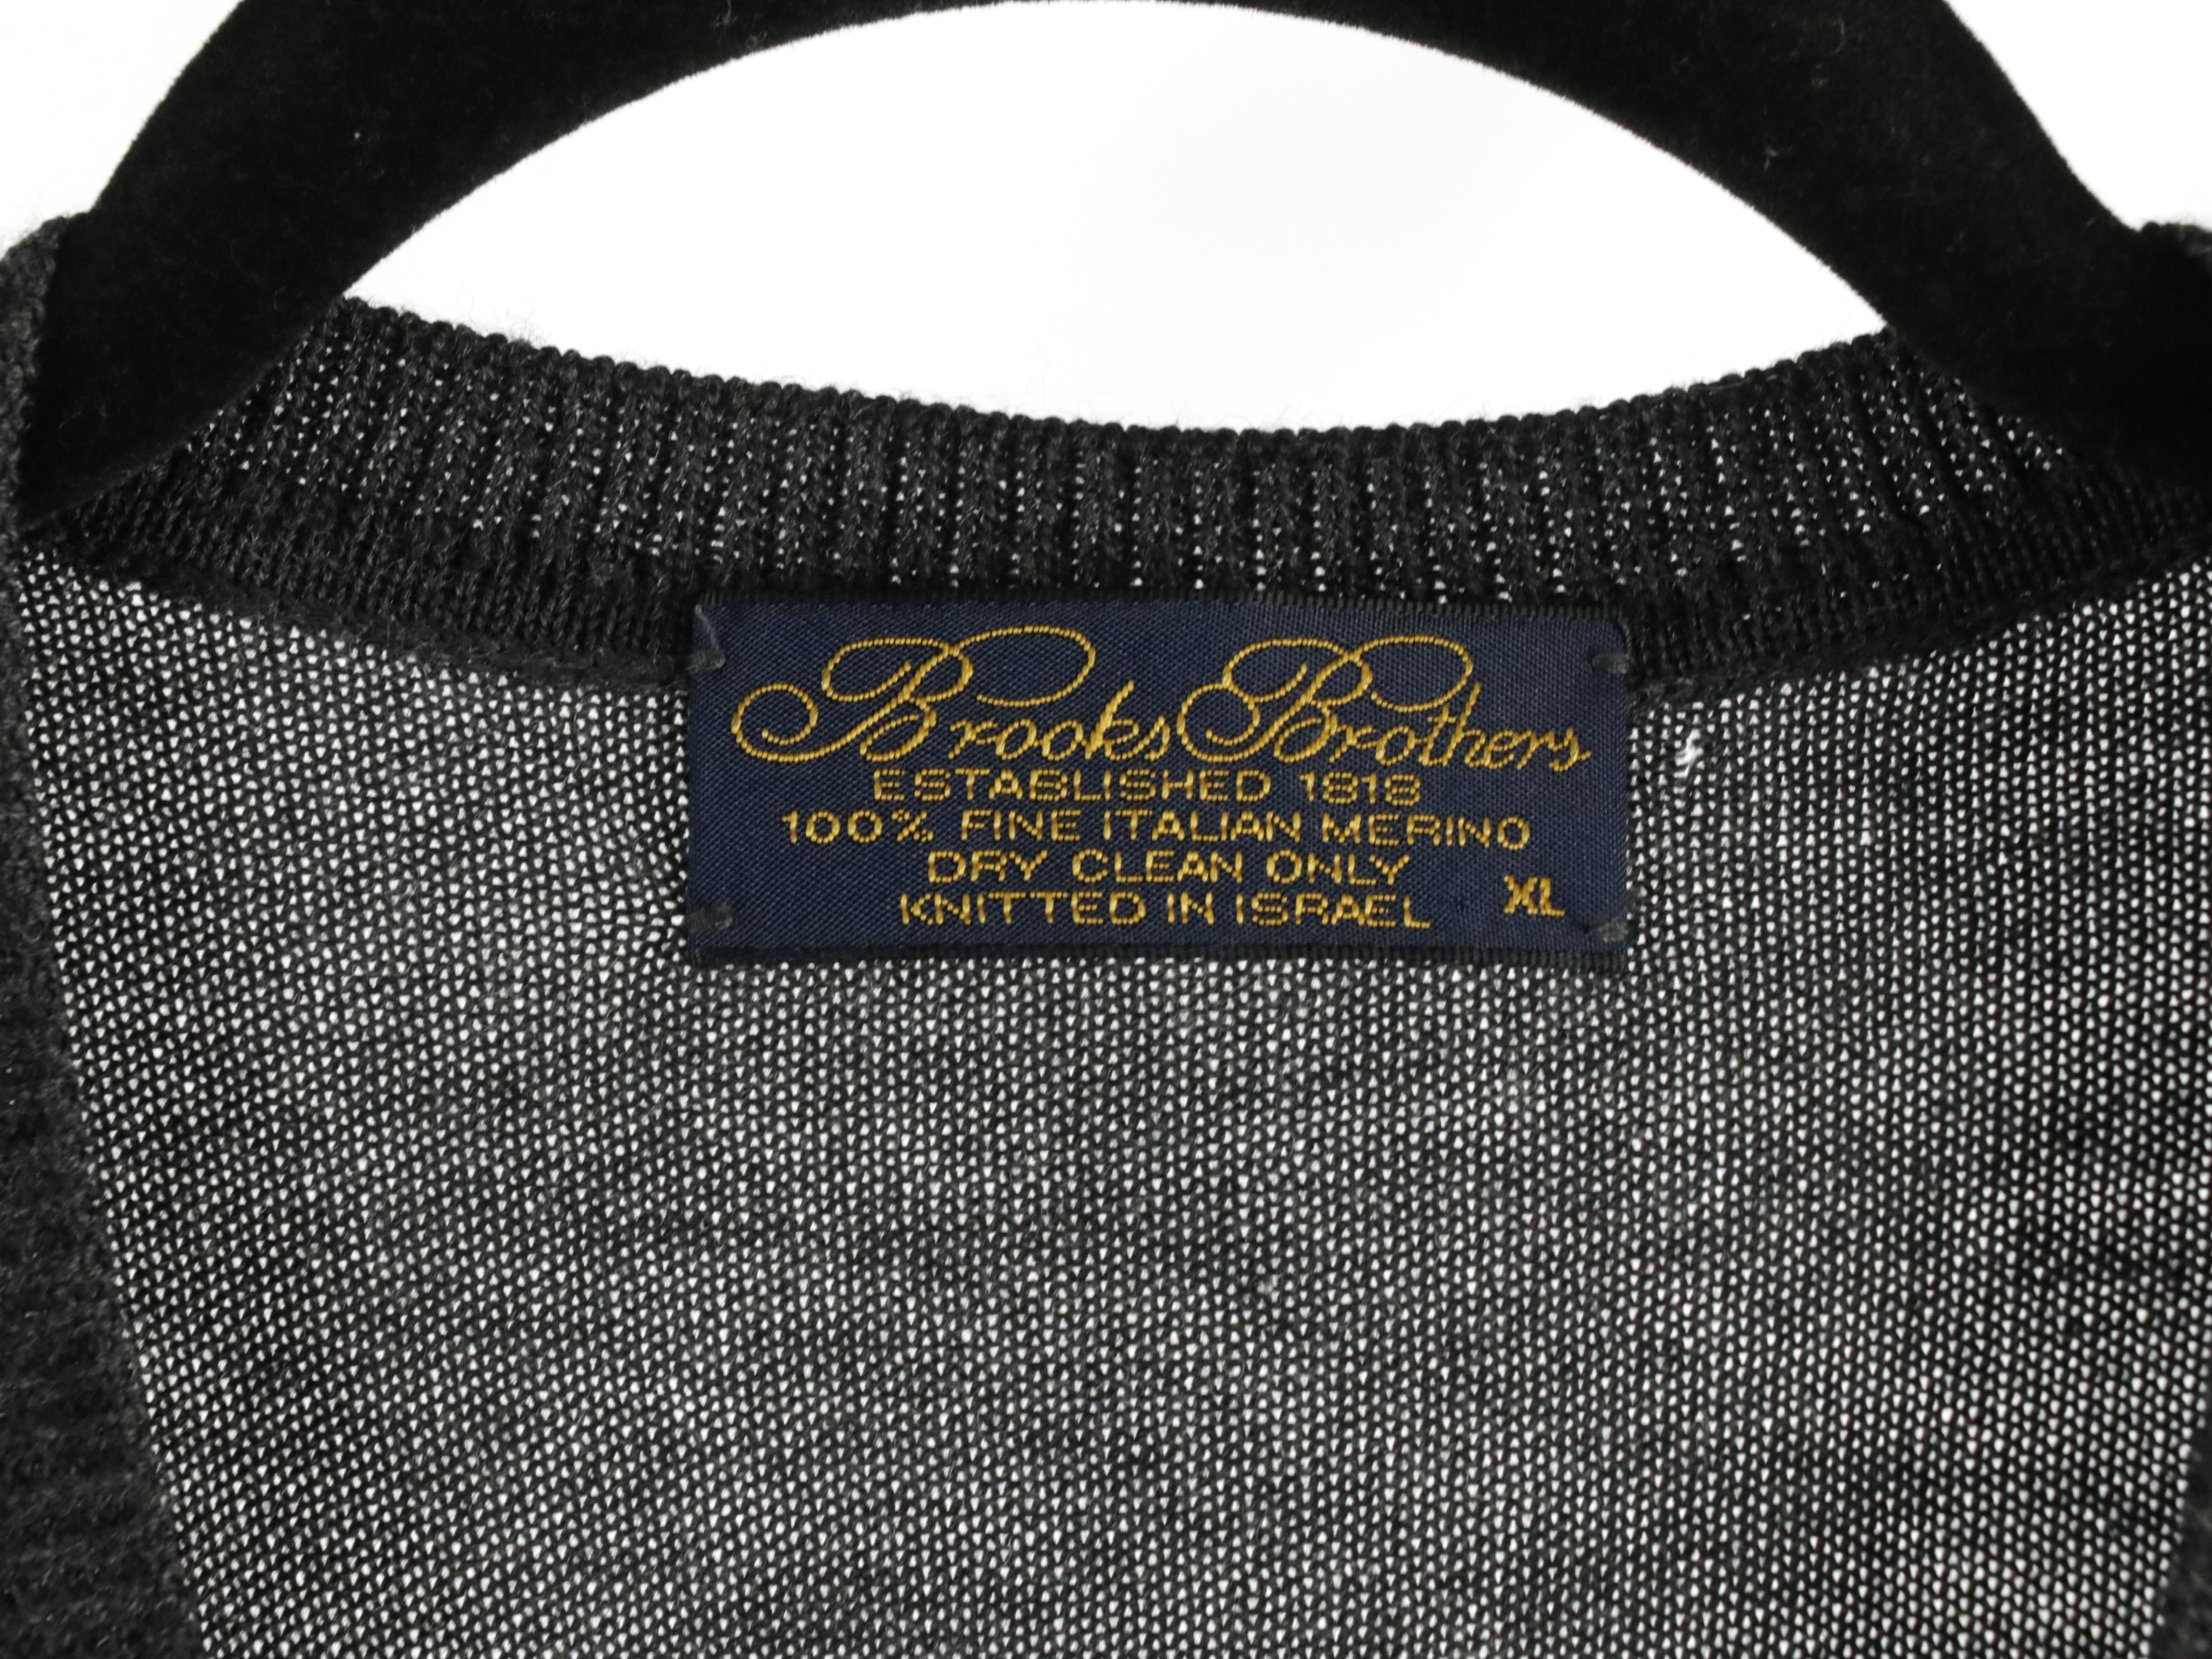 Brooks Brothers
ESTABLISHED 1818
100% FINE ITALIAN MERINO
DRY CLEAN ONLY
KNITTED IN ISRAEL XL